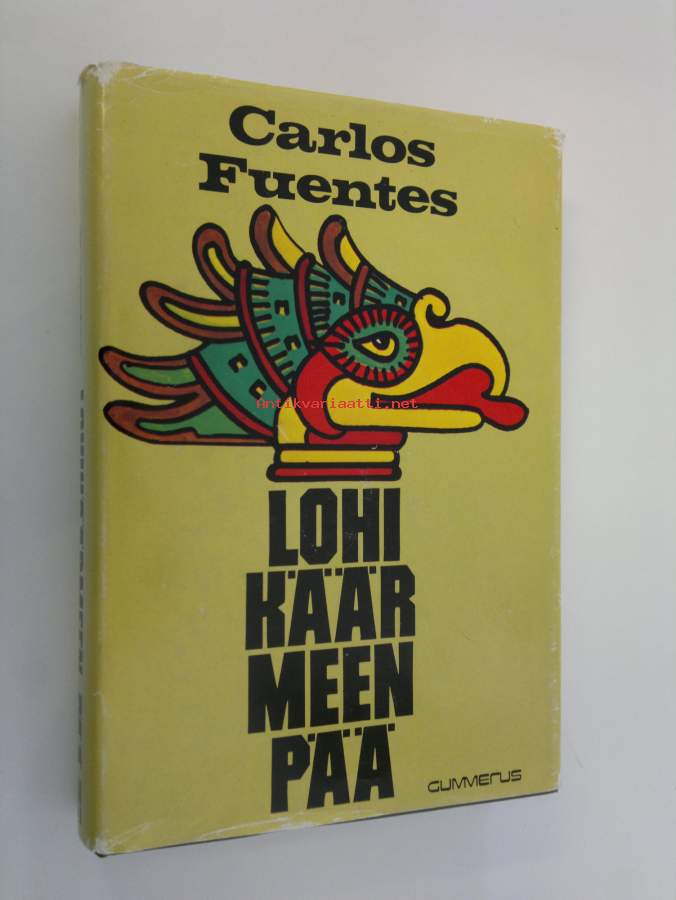 Carlos
Fuentes
antikvariaatti.net
LOHI
KÄÄR
MEEN
PÄÄ
GUMMERUS